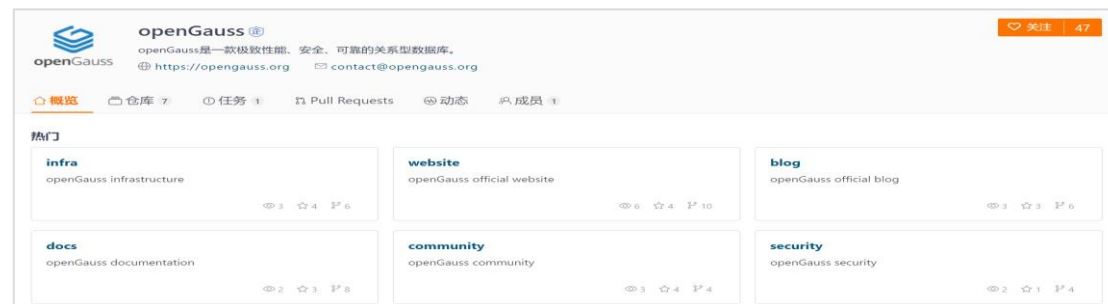 openGauss
openGauss 企
openGauss是一款极致性能、安全、可靠的关系型数据库。
https://opengauss.org contact@opengauss.org
关注 47
概览 仓库 7 任务 1 Pull Requests 动态 成员 1
热门
infra
openGauss infrastructure
3 4 6
website
openGauss official website
6 4 10
blog
openGauss official blog
3 3 6
docs
openGauss documentation
2 3 8
community
openGauss community
3 4 4
security
openGauss security
2 1 4